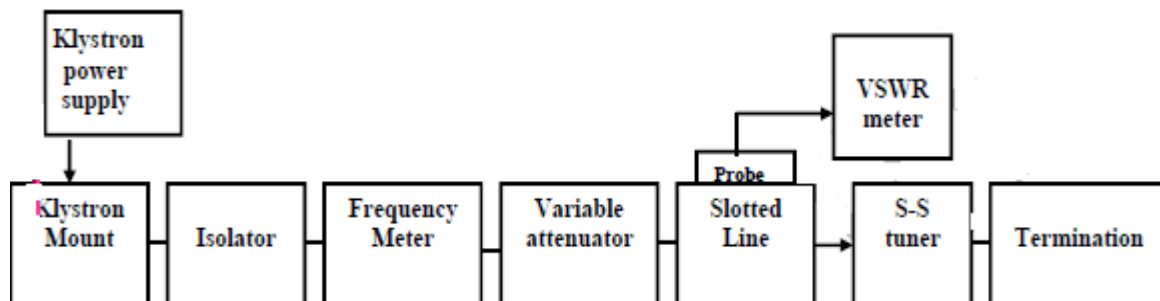 Klystron
power
supply
VSWR
meter
Probe
Klystron
Mount
Isolator
Frequency
Meter
Variable
attenuator
Slotted
Line
S-S
tuner
Termination